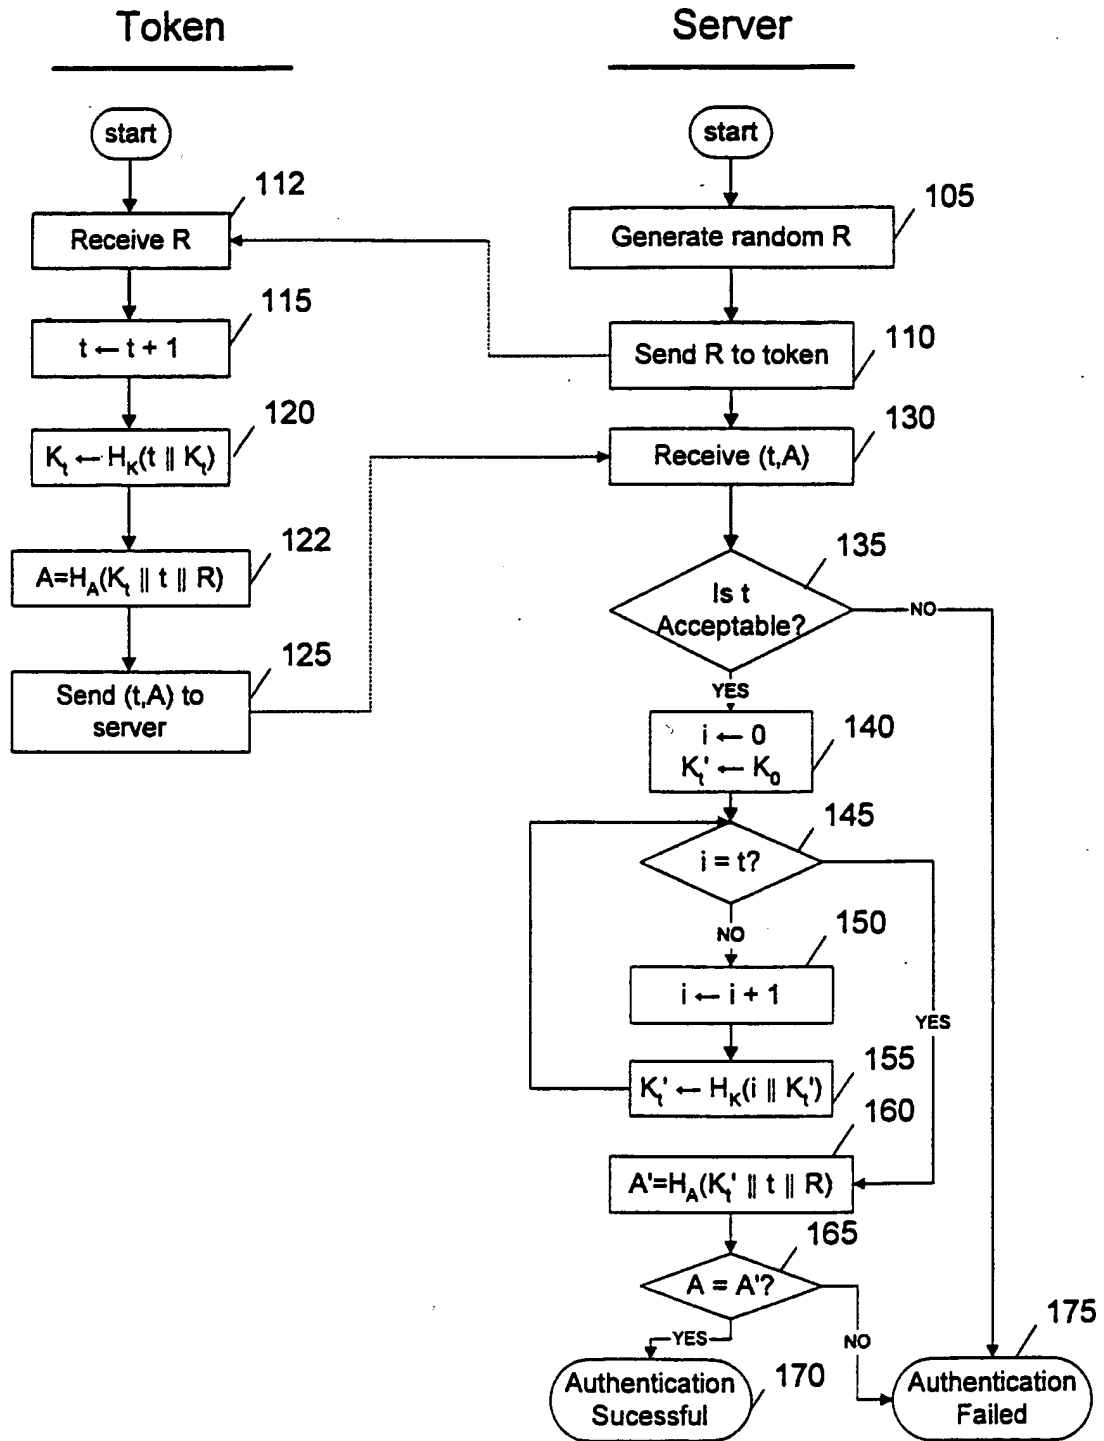 Token
start
112
Receive R
115
t ← t + 1
120
K_t ← H_K(t ∥ K_t)
122
A=H_A(K_t ∥ t ∥ R)
125
Send (t,A) to
server
Server
start
105
Generate random R
110
Send R to token
130
Receive (t,A)
135
Is t
Acceptable?
NO
YES
140
i ← 0
K_t' ← K_0
145
i = t?
NO
YES
150
i ← i + 1
155
K_t' ← H_K(i ∥ K_t')
160
A'=H_A(K_t' ∥ t ∥ R)
165
A = A'?
YES
NO
170
Authentication
Sucessful
175
Authentication
Failed